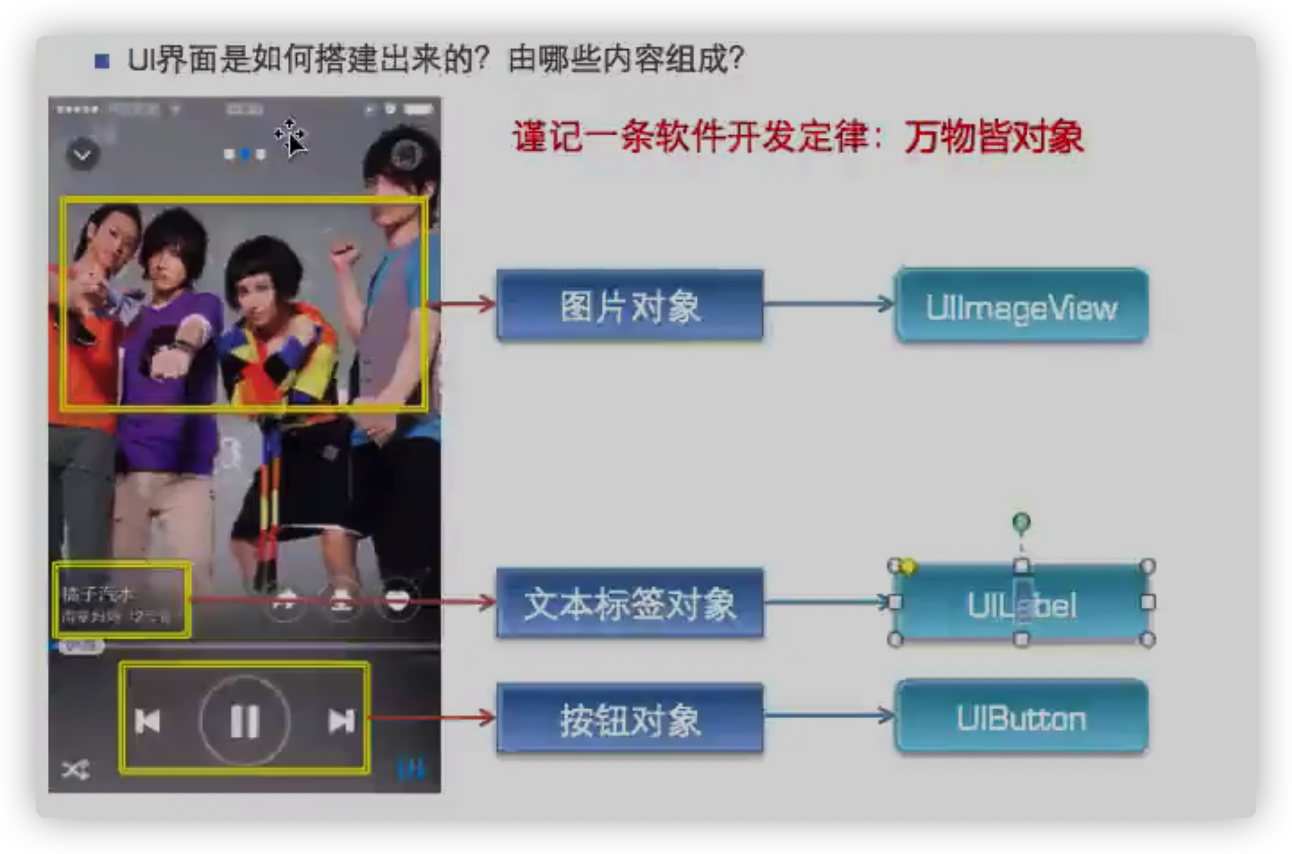 UI界面是如何搭建出来的？由哪些内容组成？
谨记一条软件开发定律：万物皆对象
图片对象
UIImageView
橘子汽水
文本标签对象
UILabel
按钮对象
UIButton